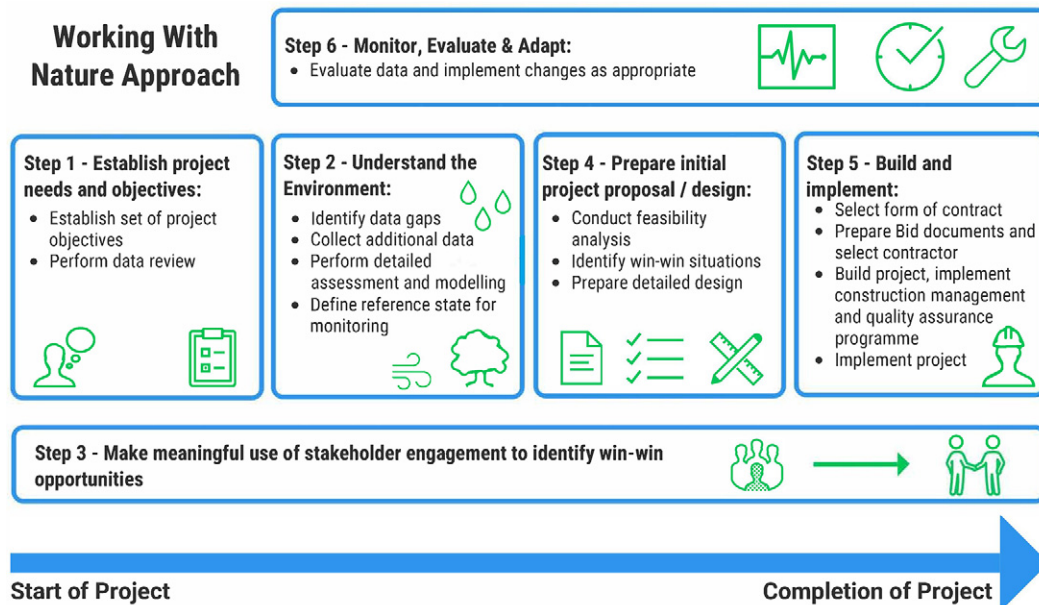 Working With
Nature Approach
Step 6 - Monitor, Evaluate & Adapt:
• Evaluate data and implement changes as appropriate
Step 1 - Establish project
needs and objectives:
• Establish set of project
objectives
• Perform data review
Step 2 - Understand the
Environment:
• Identify data gaps
• Collect additional data
• Perform detailed
assessment and modelling
• Define reference state for
monitoring
Step 4 - Prepare initial
project proposal / design:
• Conduct feasibility
analysis
• Identify win-win situations
• Prepare detailed design
Step 5 - Build and
implement:
• Select form of contract
• Prepare Bid documents and
select contractor
• Build project, implement
construction management
and quality assurance
programme
• Implement project
Step 3 - Make meaningful use of stakeholder engagement to identify win-win
opportunities
Start of Project
Completion of Project